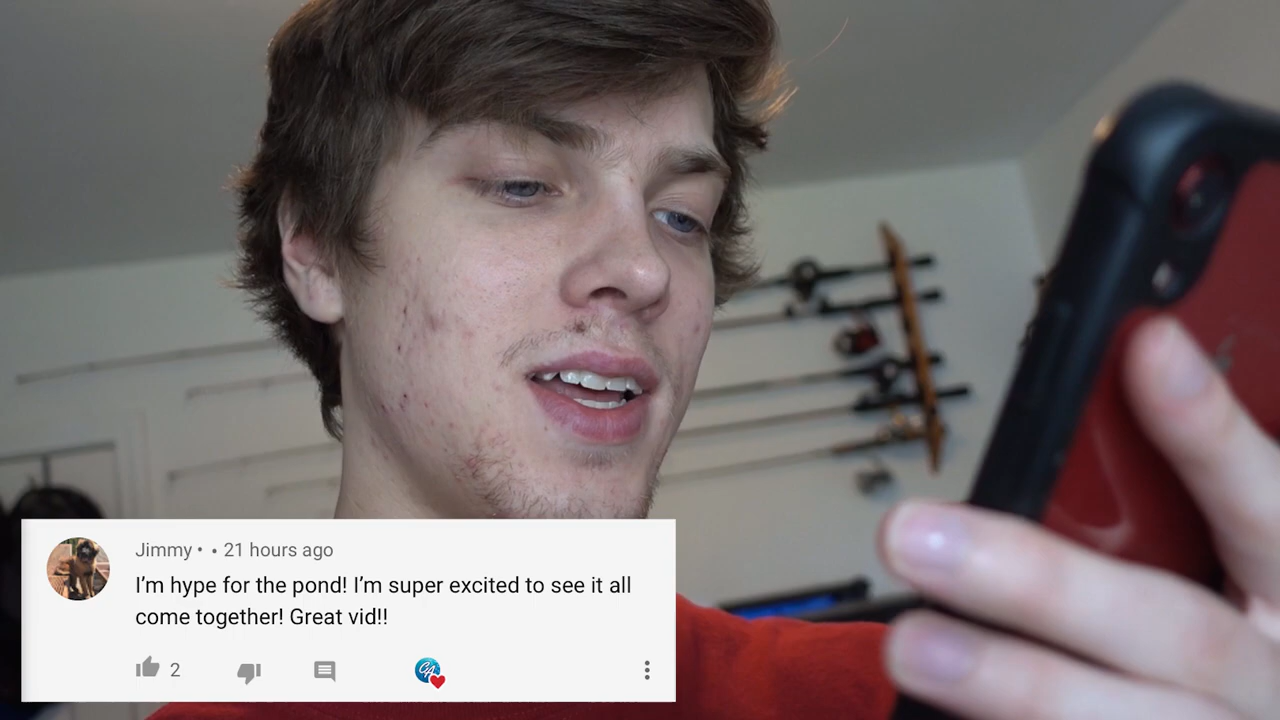 Jimmy • • 21 hours ago
I'm hype for the pond! I'm super excited to see it all
come together! Great vid!!
2
CA